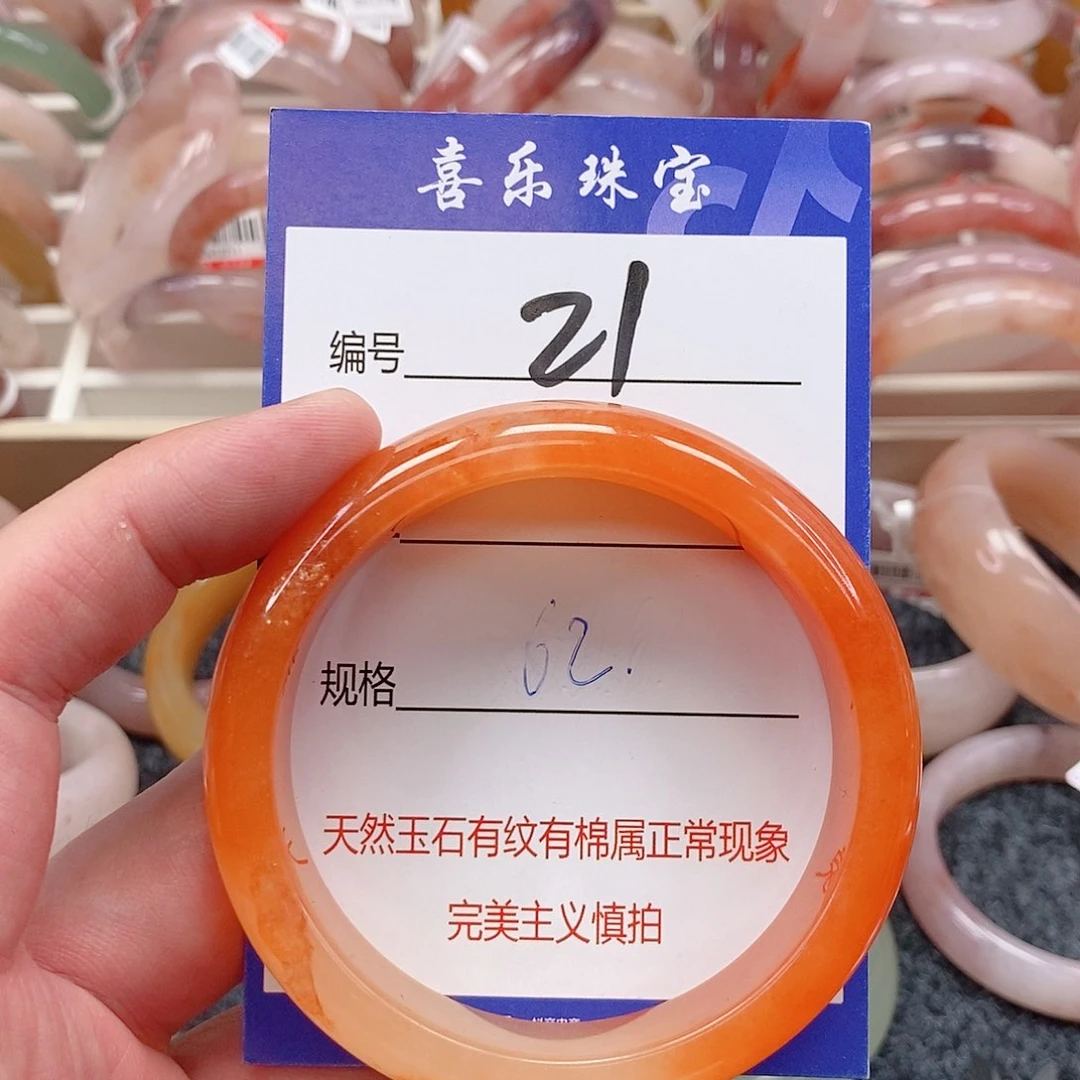 喜乐珠宝
编号 21
规格 62.
天然玉石有纹有棉属正常现象
完美主义慎拍